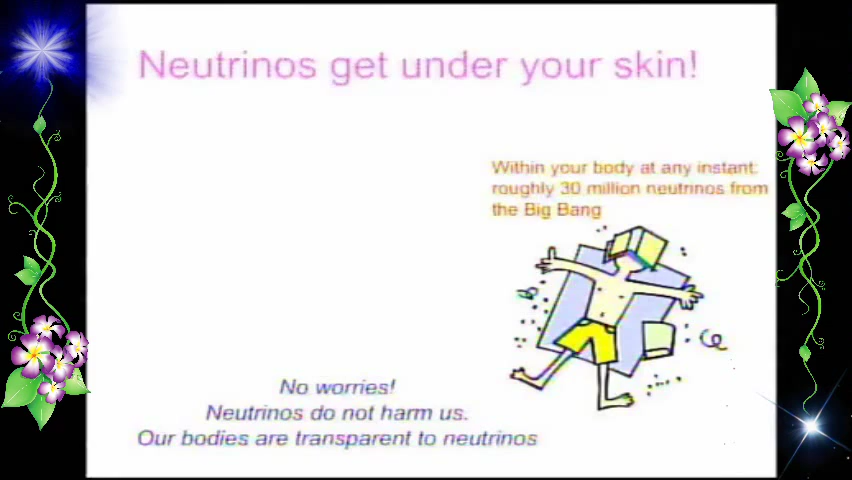 Neutrinos get under your skin!
Within your body at any instant:
roughly 30 million neutrinos from
the Big Bang
No worries!
Neutrinos do not harm us.
Our bodies are transparent to neutrinos